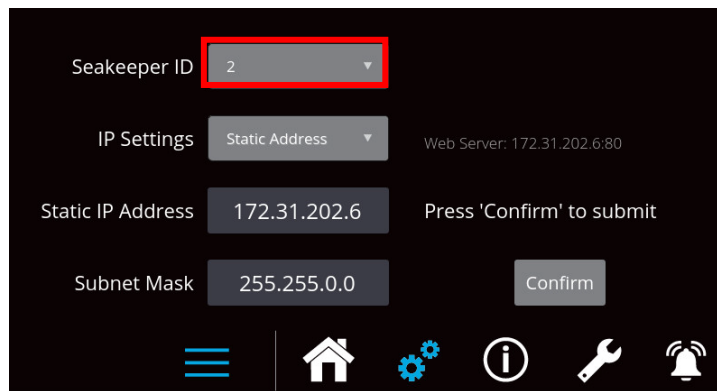 Seakeeper ID 2
IP Settings Static Address Web Server: 172.31.202.6:80
Static IP Address 172.31.202.6 Press 'Confirm' to submit
Subnet Mask 255.255.0.0 Confirm